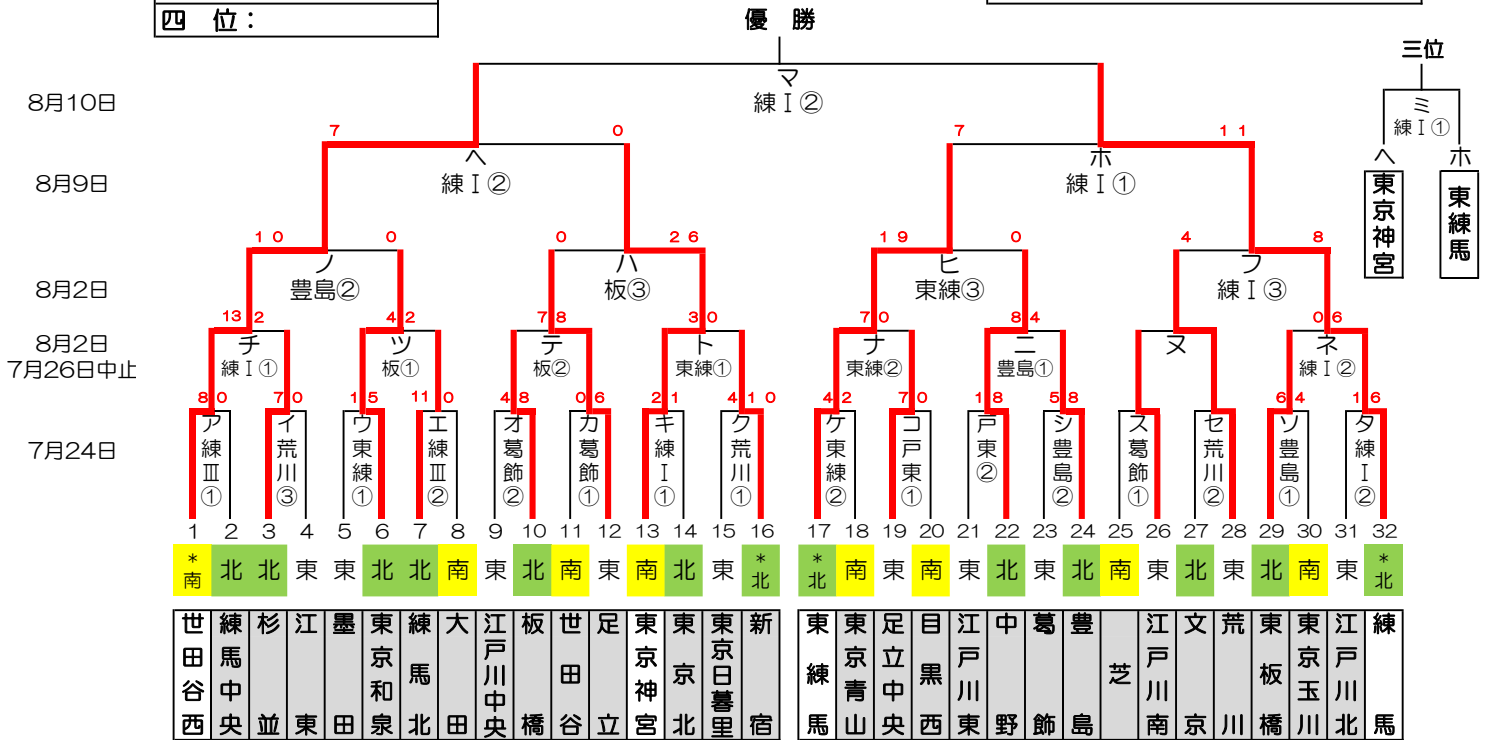 四 位：
優 勝
三位
マ
練Ⅰ②
8月10日
ミ
練Ⅰ①
7 0 7 11
ヘ ホ
ヘ
練Ⅰ②
ホ
練Ⅰ①
8月9日
東京神宮
東練馬
10 0 0 26 19 0 4 8
ノ ハ ヒ フ
豊島② 板③ 東練③ 練Ⅰ③
8月2日
13 2 4 2 7 8 3 0 7 0 8 4 0 6
チ ツ テ ト ナ ニ ヌ ネ
8月2日
7月26日中止
練Ⅰ① 板① 板② 東練① 東練② 豊島① 練Ⅰ②
8 0 7 0 1 5 11 0 4 8 0 6 2 1 4 10 4 2 7 0 1 8 5 8 6 4 1 6
7月24日
ア練Ⅲ①
イ荒川③
ウ東練①
エ練Ⅲ②
オ葛飾②
カ葛飾①
キ練Ⅰ①
ク荒川①
ケ東練②
コ戸東①
サ戸東②
シ豊島②
ス葛飾①
セ荒川②
ソ豊島①
タ練Ⅰ②
1 2 3 4 5 6 7 8 9 10 11 12 13 14 15 16 17 18 19 20 21 22 23 24 25 26 27 28 29 30 31 32
*南 北 北 東 東 北 北 南 東 北 南 東 南 北 東 *北 *北 南 東 南 東 北 東 北 南 東 北 東 北 南 東 *北
世田谷西
練馬中央
杉並
江東
墨田
東京和泉
練馬北
大田
江戸川中央
板橋
世田谷
足立
東京神宮
東京北
東京日暮里
新宿
東練馬
東京青山
足立中央
目黒西
江戸川東
中野
葛飾
豊島
芝
江戸川南
文京
荒川
東板橋
東京玉川
江戸川北
練馬